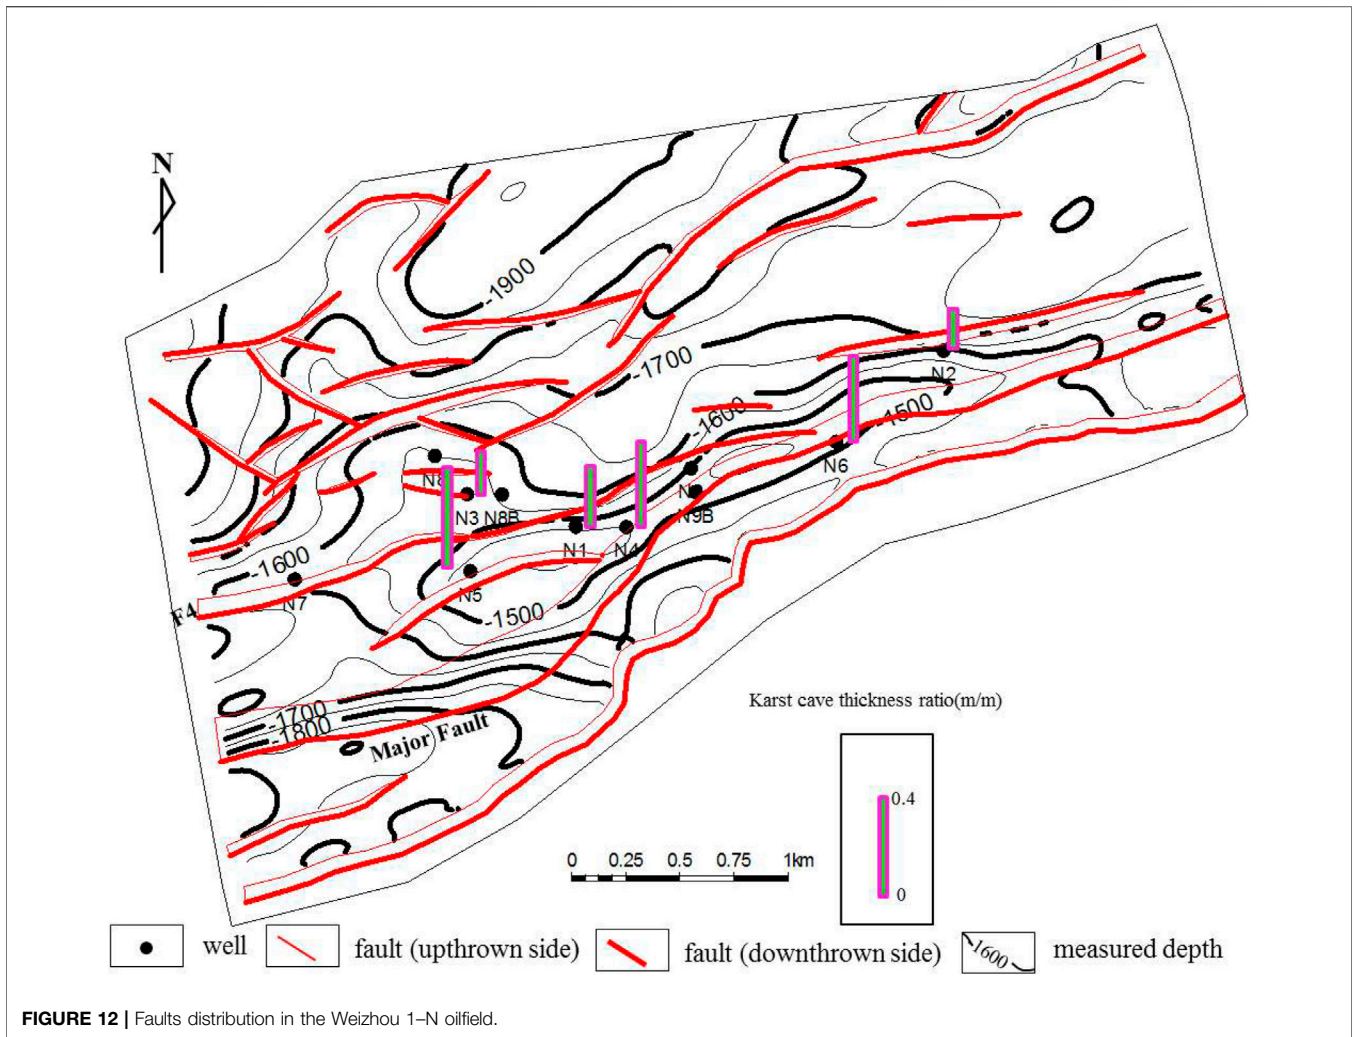 N
-1900
-1700
-1600
-1500
N2
N6
N8
N3 N8B
N9B
N1
N4
-1600
N7
N5
-1500
F4
-1700
-1800
Major Fault
Karst cave thickness ratio(m/m)
0.4
0
0 0.25 0.5 0.75 1km
well
fault (upthrown side)
fault (downthrown side)
-1600
measured depth
FIGURE 12 | Faults distribution in the Weizhou 1–N oilfield.